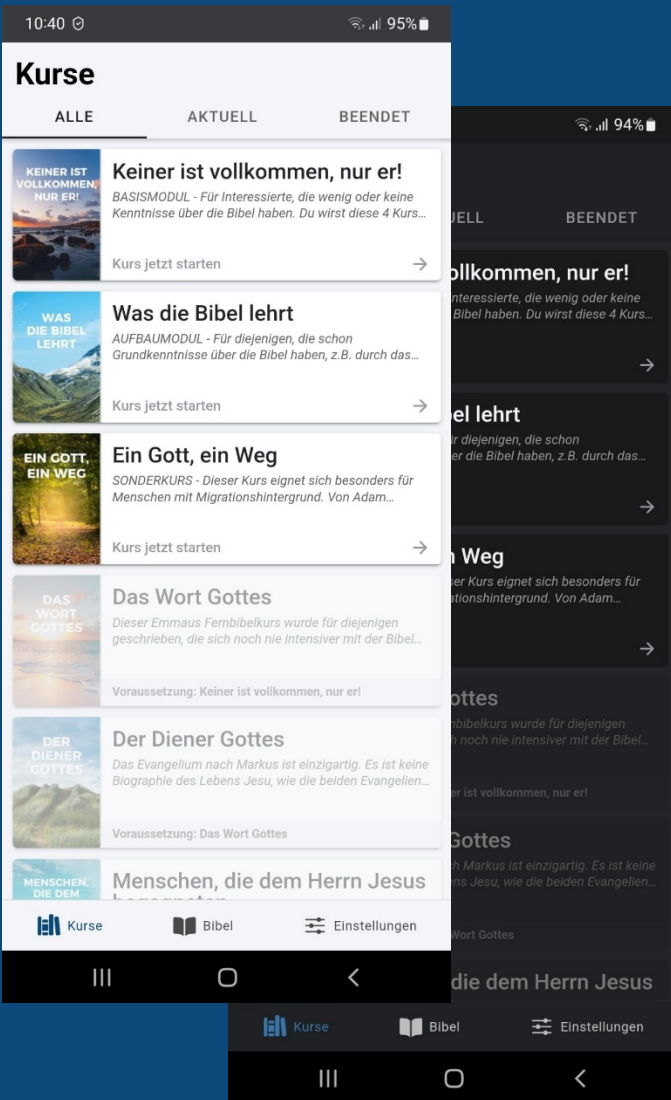 10:40
95%
Kurse
ALLE AKTUELL BEENDET
KEINER IST
VOLLKOMMEN,
NUR ER!
Keiner ist vollkommen, nur er!
BASISMODUL - Für Interessierte, die wenig oder keine
Kenntnisse über die Bibel haben. Du wirst diese 4 Kurs...
Kurs jetzt starten
WAS
DIE BIBEL
LEHRT
Was die Bibel lehrt
AUFBAUMODUL - Für diejenigen, die schon
Grundkenntnisse über die Bibel haben, z.B. durch das...
Kurs jetzt starten
EIN GOTT,
EIN WEG
Ein Gott, ein Weg
SONDERKURS - Dieser Kurs eignet sich besonders für
Menschen mit Migrationshintergrund. Von Adam...
Kurs jetzt starten
DAS
WORT
GOTTES
Das Wort Gottes
Dieser Emmaus Fernbibelkurs wurde für diejenigen
geschrieben, die sich noch nie intensiver mit der Bibel...
Voraussetzung: Keiner ist vollkommen, nur er!
DER
DIENER
GOTTES
Der Diener Gottes
Das Evangelium nach Markus ist einzigartig. Es ist keine
Biographie des Lebens Jesu, wie die beiden Evangelien...
Voraussetzung: Das Wort Gottes
MENSCHEN,
DIE DEM
Menschen, die dem Herrn Jesus
Kurse Bibel Einstellungen
94%
UELL BEENDET
ollkommen, nur er!
nteressierte, die wenig oder keine
Bibel haben. Du wirst diese 4 Kurs...
el lehrt
ir diejenigen, die schon
er die Bibel haben, z.B. durch das...
n Weg
ser Kurs eignet sich besonders für
ationshintergrund. Von Adam...
ottes
nbibelkurs wurde für diejenigen
h noch nie intensiver mit der Bibel...
er ist vollkommen, nur er!
Gottes
h Markus ist einzigartig. Es ist keine
ens Jesu, wie die beiden Evangelien...
Wort Gottes
die dem Herrn Jesus
Kurse Bibel Einstellungen